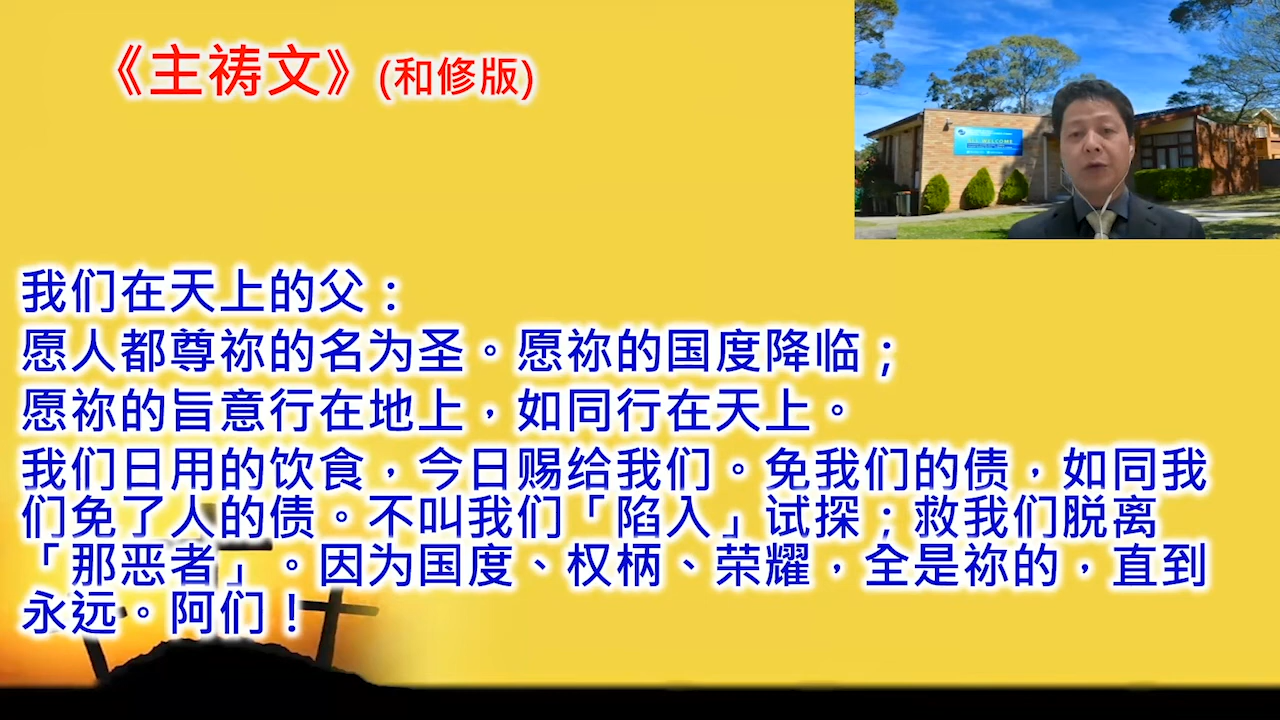 《主祷文》(和修版)
ALL WELCOME
我们在天上的父：
愿人都尊祢的名为圣。愿祢的国度降临；
愿祢的旨意行在地上，如同行在天上。
我们日用的饮食，今日赐给我们。免我们的债，如同我
们免了人的债。不叫我们「陷入」试探；救我们脱离
「那恶者」。因为国度、权柄、荣耀，全是祢的，直到
永远。阿们！